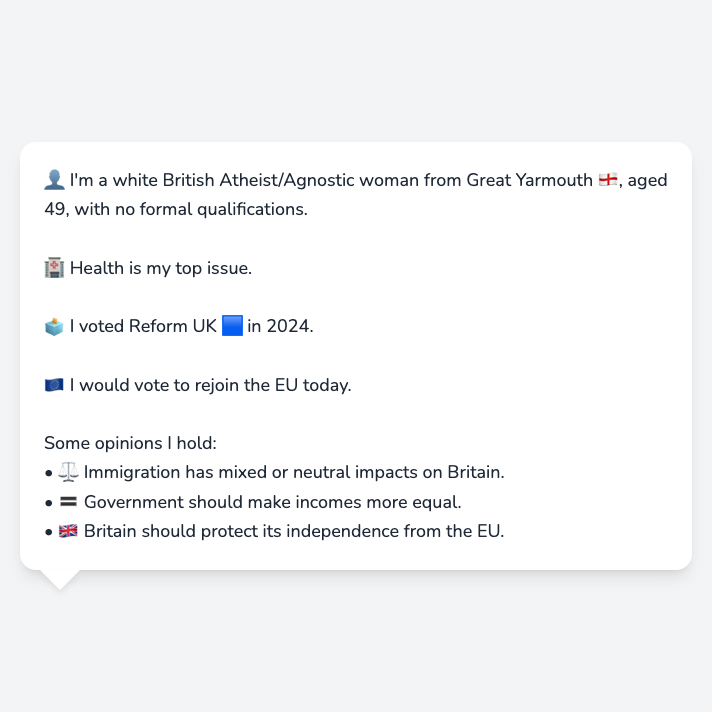 👤 I'm a white British Atheist/Agnostic woman from Great Yarmouth 🏴󠁧󠁢󠁥󠁮󠁧󠁿, aged
49, with no formal qualifications.
🏥 Health is my top issue.
🗳️ I voted Reform UK 🟦 in 2024.
🇪🇺 I would vote to rejoin the EU today.
Some opinions I hold:
• ⚖️ Immigration has mixed or neutral impacts on Britain.
• 🟰 Government should make incomes more equal.
• 🇬🇧 Britain should protect its independence from the EU.